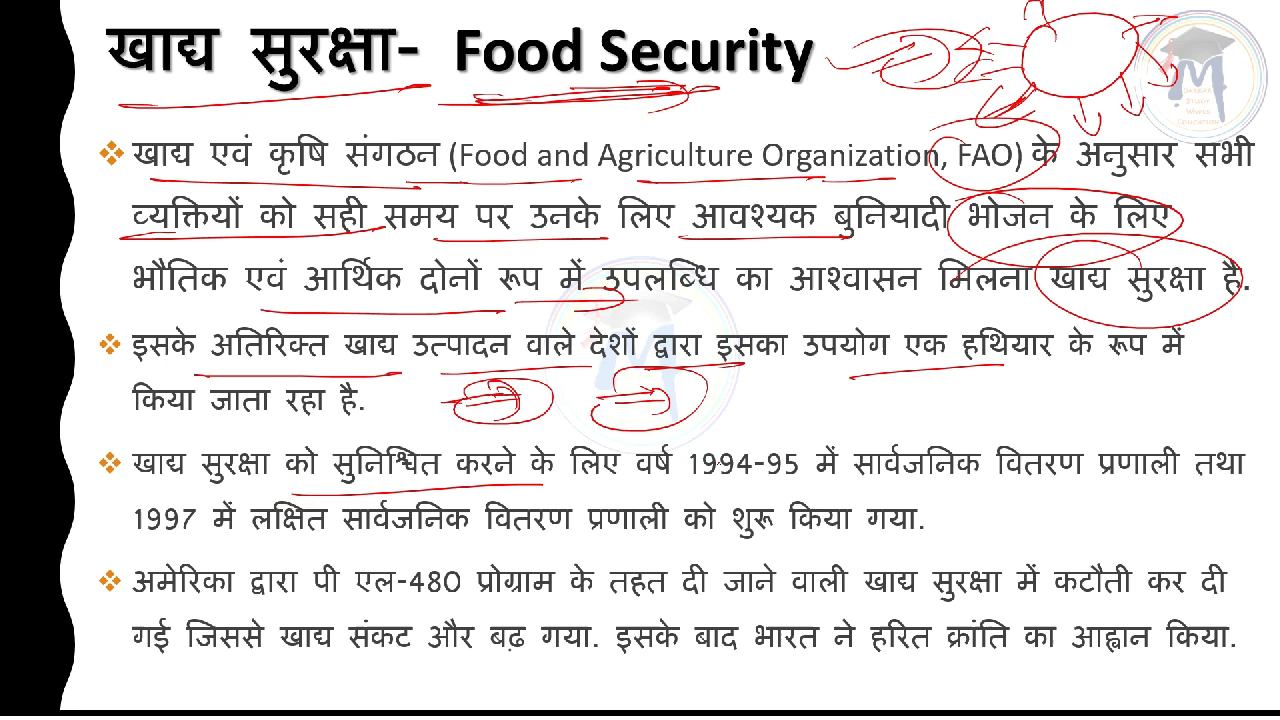 खाद्य सुरक्षा- Food Security
खाद्य एवं कृषि संगठन (Food and Agriculture Organization, FAO) के अनुसार सभी
व्यक्तियों को सही समय पर उनके लिए आवश्यक बुनियादी भोजन के लिए
भौतिक एवं आर्थिक दोनों रूप में उपलब्धि का आश्वासन मिलना खाद्य सुरक्षा है.
इसके अतिरिक्त खाद्य उत्पादन वाले देशों द्वारा इसका उपयोग एक हथियार के रूप में
किया जाता रहा है.
खाद्य सुरक्षा को सुनिश्चित करने के लिए वर्ष 1994-95 में सार्वजनिक वितरण प्रणाली तथा
1997 में लक्षित सार्वजनिक वितरण प्रणाली को शुरू किया गया.
अमेरिका द्वारा पी एल-480 प्रोग्राम के तहत दी जाने वाली खाद्य सुरक्षा में कटौती कर दी
गई जिससे खाद्य संकट और बढ़ गया. इसके बाद भारत ने हरित क्रांति का आह्वान किया.